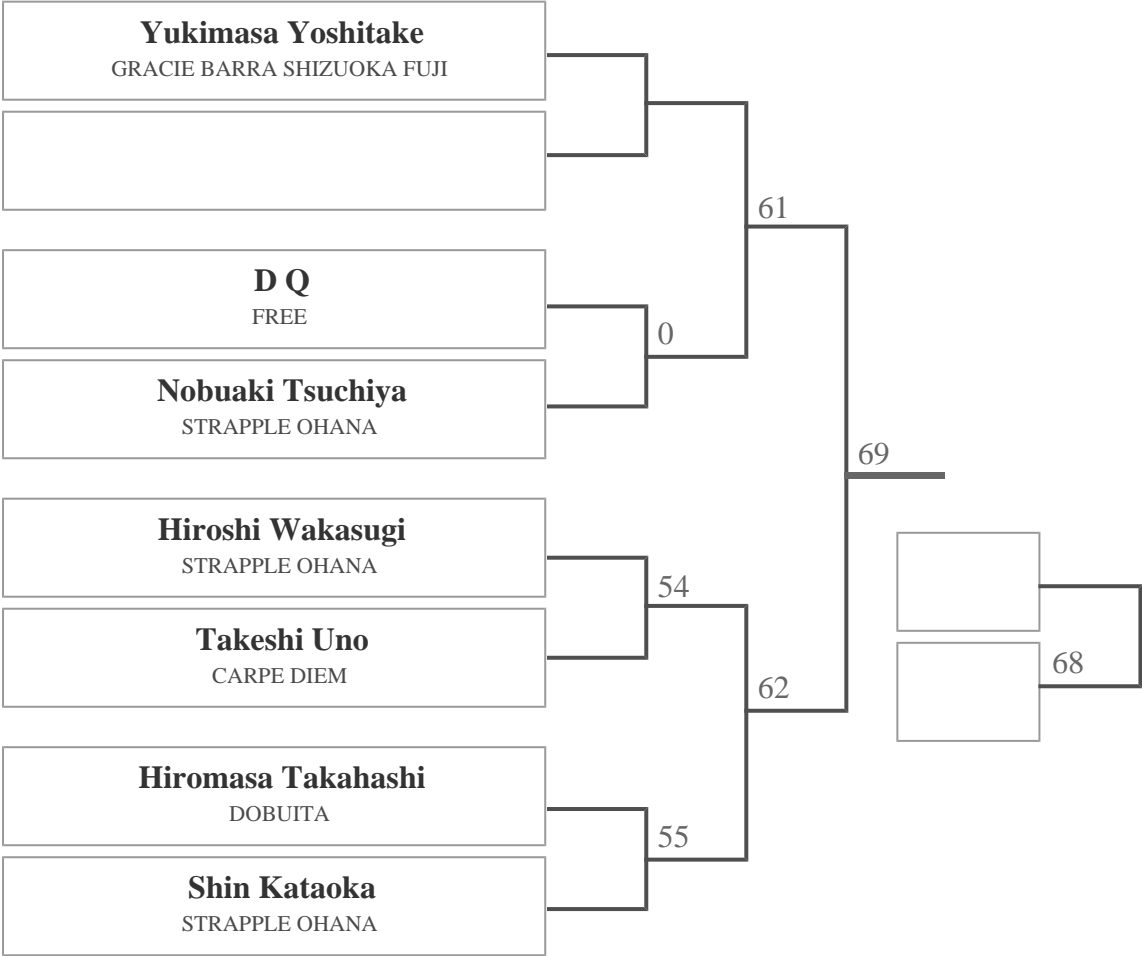 Yukimasa Yoshitake
GRACIE BARRA SHIZUOKA FUJI
61
D Q
FREE
0
Nobuaki Tsuchiya
STRAPPLE OHANA
69
Hiroshi Wakasugi
STRAPPLE OHANA
54
Takeshi Uno
CARPE DIEM
62
68
Hiromasa Takahashi
DOBUITA
55
Shin Kataoka
STRAPPLE OHANA